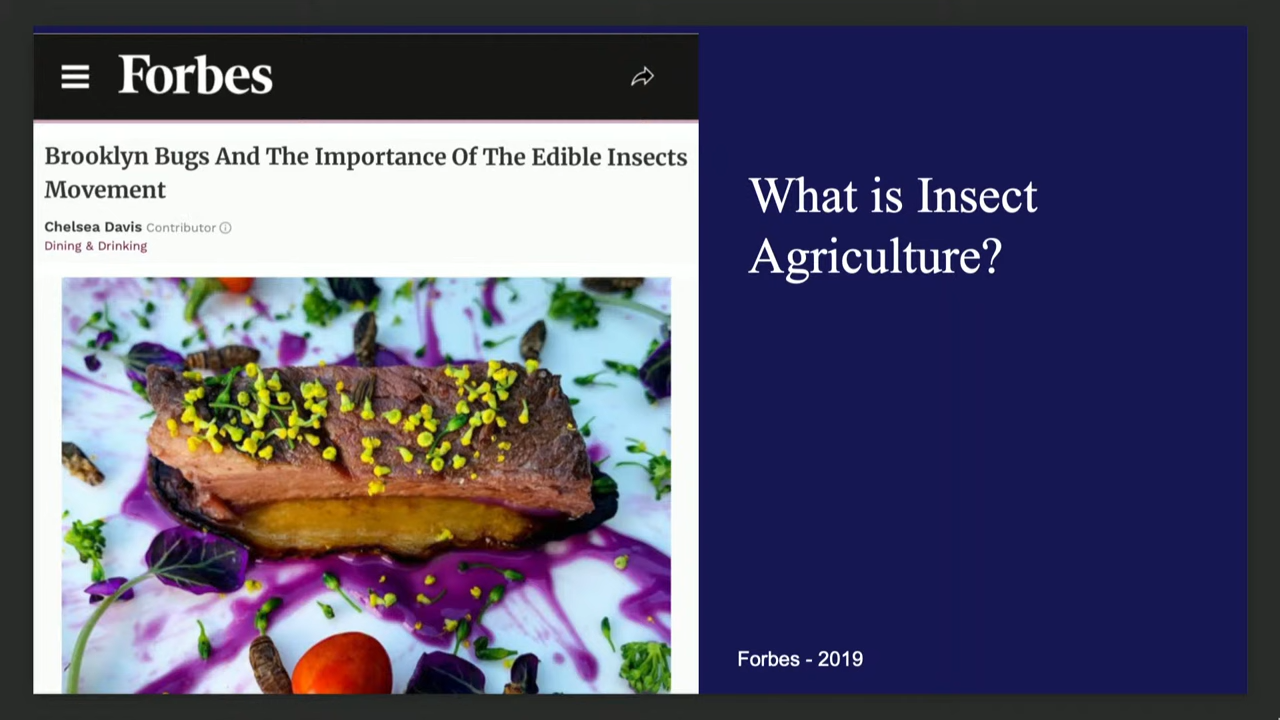 Forbes
Brooklyn Bugs And The Importance Of The Edible Insects
Movement
Chelsea Davis Contributor
Dining & Drinking
What is Insect
Agriculture?
Forbes - 2019